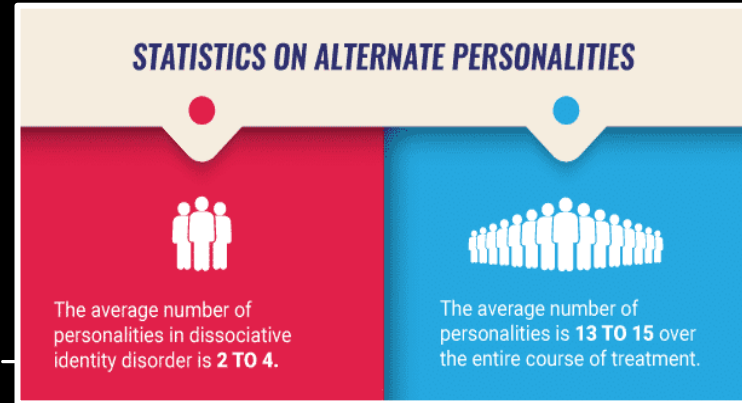 STATISTICS ON ALTERNATE PERSONALITIES
The average number of
personalities in dissociative
identity disorder is 2 TO 4.
The average number of
personalities is 13 TO 15 over
the entire course of treatment.